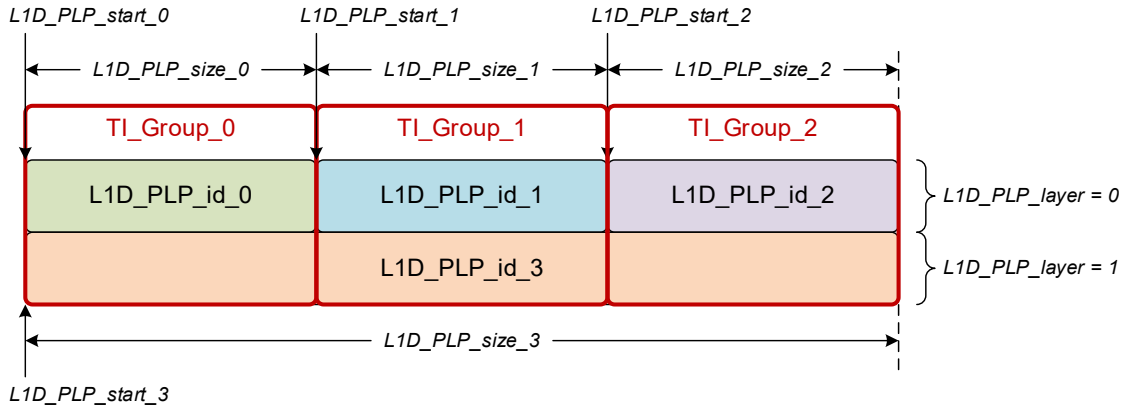 L1D_PLP_start_0
L1D_PLP_start_1
L1D_PLP_start_2
L1D_PLP_size_0
L1D_PLP_size_1
L1D_PLP_size_2
TI_Group_0
TI_Group_1
TI_Group_2
L1D_PLP_id_0
L1D_PLP_id_1
L1D_PLP_id_2
L1D_PLP_layer = 0
L1D_PLP_id_3
L1D_PLP_layer = 1
L1D_PLP_size_3
L1D_PLP_start_3